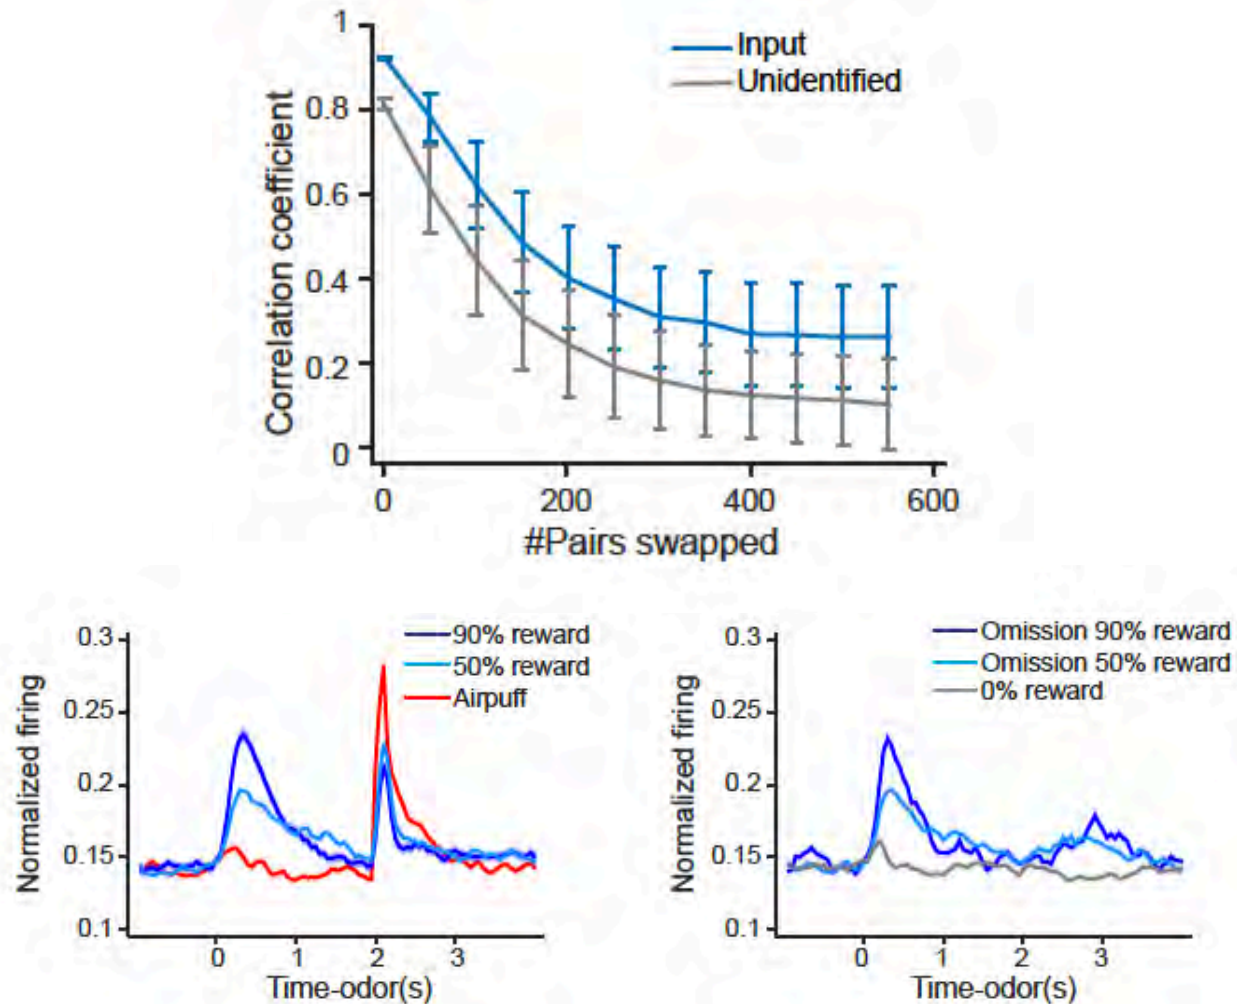 1
Input
Unidentified
0.8
0.6
0.4
0.2
0
Correlation coefficient
0 200 400 600
#Pairs swapped
0.3
0.25
0.2
0.15
0.1
Normalized firing
90% reward
50% reward
Airpuff
0 1 2 3
Time-odor(s)
0.3
0.25
0.2
0.15
0.1
Normalized firing
Omission 90% reward
Omission 50% reward
0% reward
0 1 2 3
Time-odor(s)